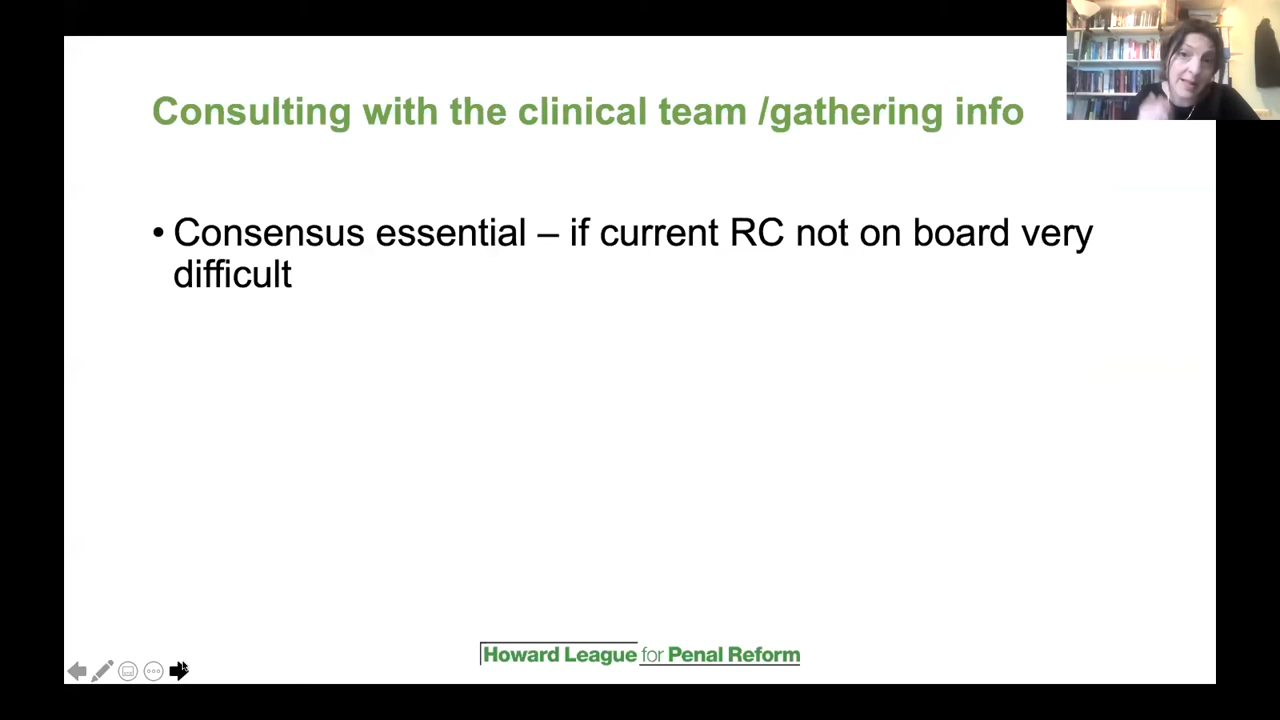 Consulting with the clinical team /gathering info
• Consensus essential – if current RC not on board very
difficult
Howard League for Penal Reform